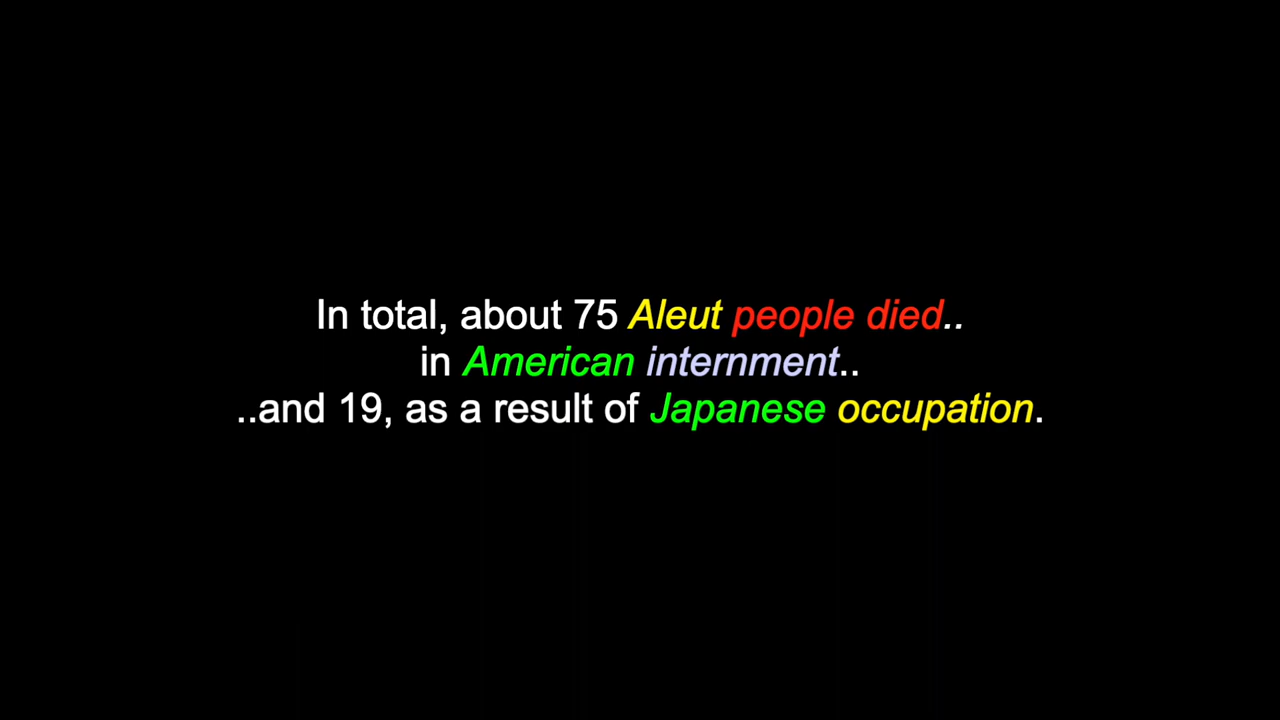 In total, about 75 Aleut people died..
in American internment..
..and 19, as a result of Japanese occupation.